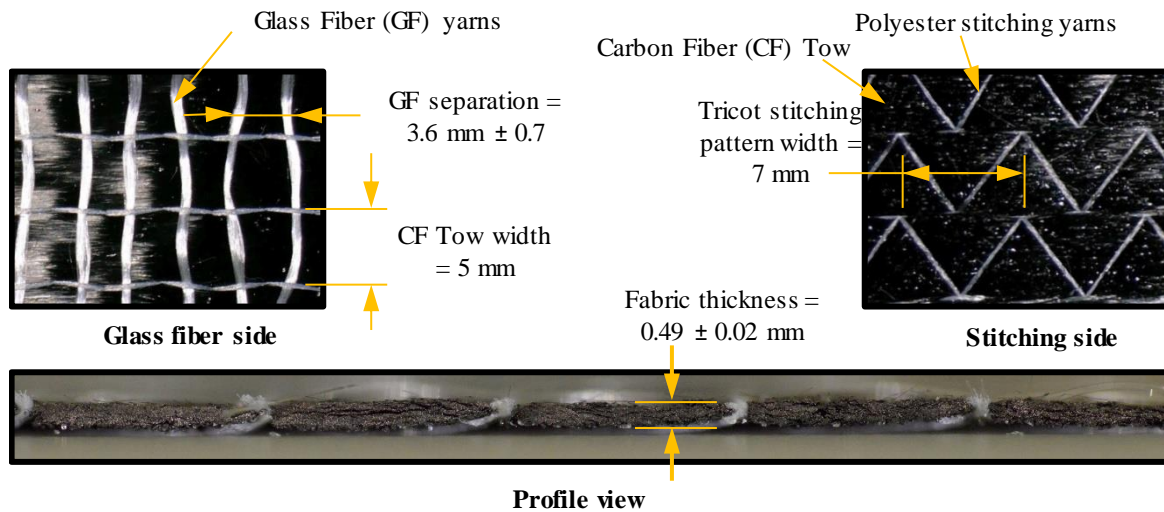 Glass Fiber (GF) yarns
GF separation =
3.6 mm ± 0.7
CF Tow width
= 5 mm
Glass fiber side
Polyester stitching yarns
Carbon Fiber (CF) Tow
Tricot stitching
pattern width =
7 mm
Stitching side
Fabric thickness =
0.49 ± 0.02 mm
Profile view